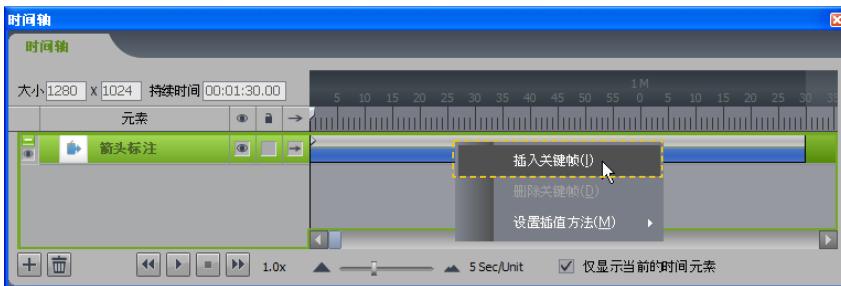 时间轴
时间轴
大小 1280 x 1024 持续时间 00:01:30.00
1 M
5 10 15 20 25 30 35 40 45 50 55 0 5 10 15 20 25 30 35
元素
箭头标注
插入关键帧(I)
删除关键帧(D)
设置插值方法(M)
1.0x 5 Sec/Unit 仅显示当前的时间元素